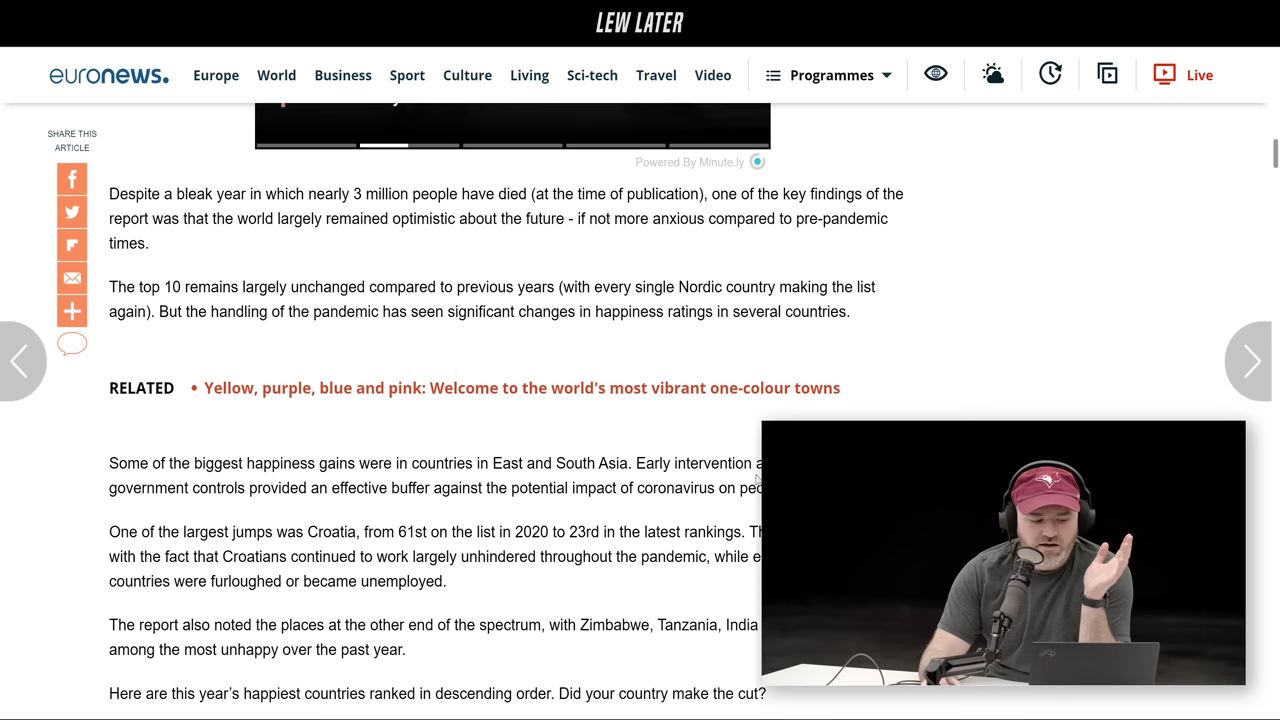 LEW LATER
euronews.
Europe World Business Sport Culture Living Sci-tech Travel Video Programmes Live
SHARE THIS
ARTICLE
Powered By Minute.ly
Despite a bleak year in which nearly 3 million people have died (at the time of publication), one of the key findings of the
report was that the world largely remained optimistic about the future - if not more anxious compared to pre-pandemic
times.
The top 10 remains largely unchanged compared to previous years (with every single Nordic country making the list
again). But the handling of the pandemic has seen significant changes in happiness ratings in several countries.
RELATED • Yellow, purple, blue and pink: Welcome to the world's most vibrant one-colour towns
Some of the biggest happiness gains were in countries in East and South Asia. Early intervention
government controls provided an effective buffer against the potential impact of coronavirus on
One of the largest jumps was Croatia, from 61st on the list in 2020 to 23rd in the latest rankings.
with the fact that Croatians continued to work largely unhindered throughout the pandemic, while
countries were furloughed or became unemployed.
The report also noted the places at the other end of the spectrum, with Zimbabwe, Tanzania, India
among the most unhappy over the past year.
Here are this year’s happiest countries ranked in descending order. Did your country make the cut?